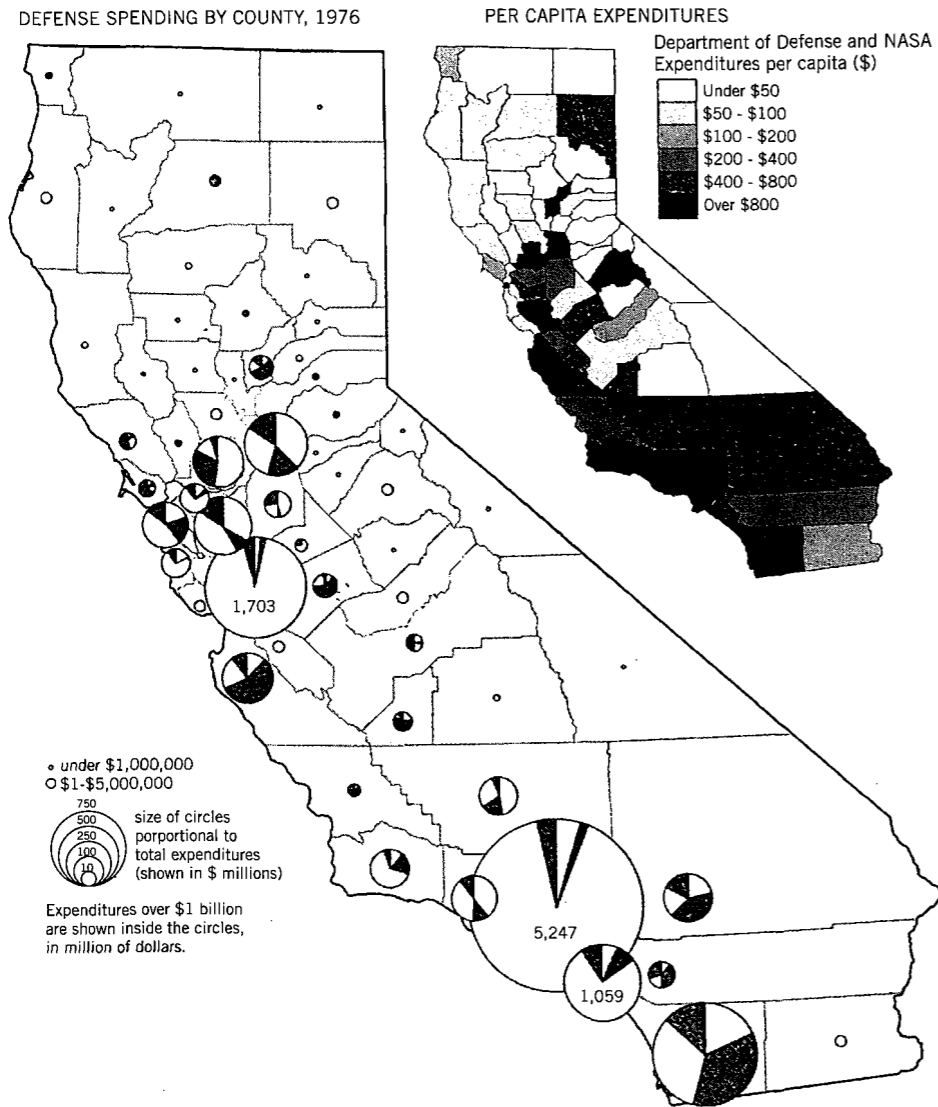 DEFENSE SPENDING BY COUNTY, 1976
PER CAPITA EXPENDITURES
Department of Defense and NASA
Expenditures per capita ($)
Under $50
$50 - $100
$100 - $200
$200 - $400
$400 - $800
Over $800
1,703
under $1,000,000
$1-$5,000,000
750
500
250
100
10
size of circles
porportional to
total expenditures
(shown in $ millions)
Expenditures over $1 billion
are shown inside the circles,
in million of dollars.
5,247
1,059